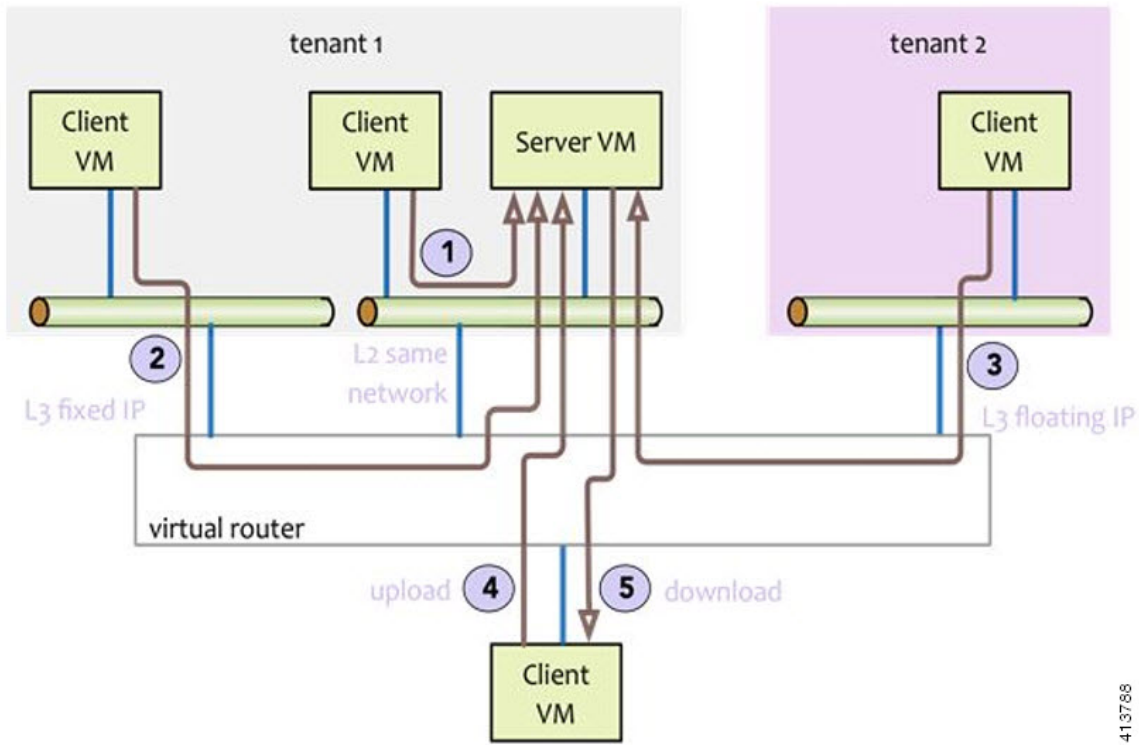 tenant 1
tenant 2
Client
VM
Client
VM
Server VM
Client
VM
1
2
L2 same
network
3
L3 fixed IP
L3 floating IP
virtual router
upload
4
5
download
Client
VM
413788